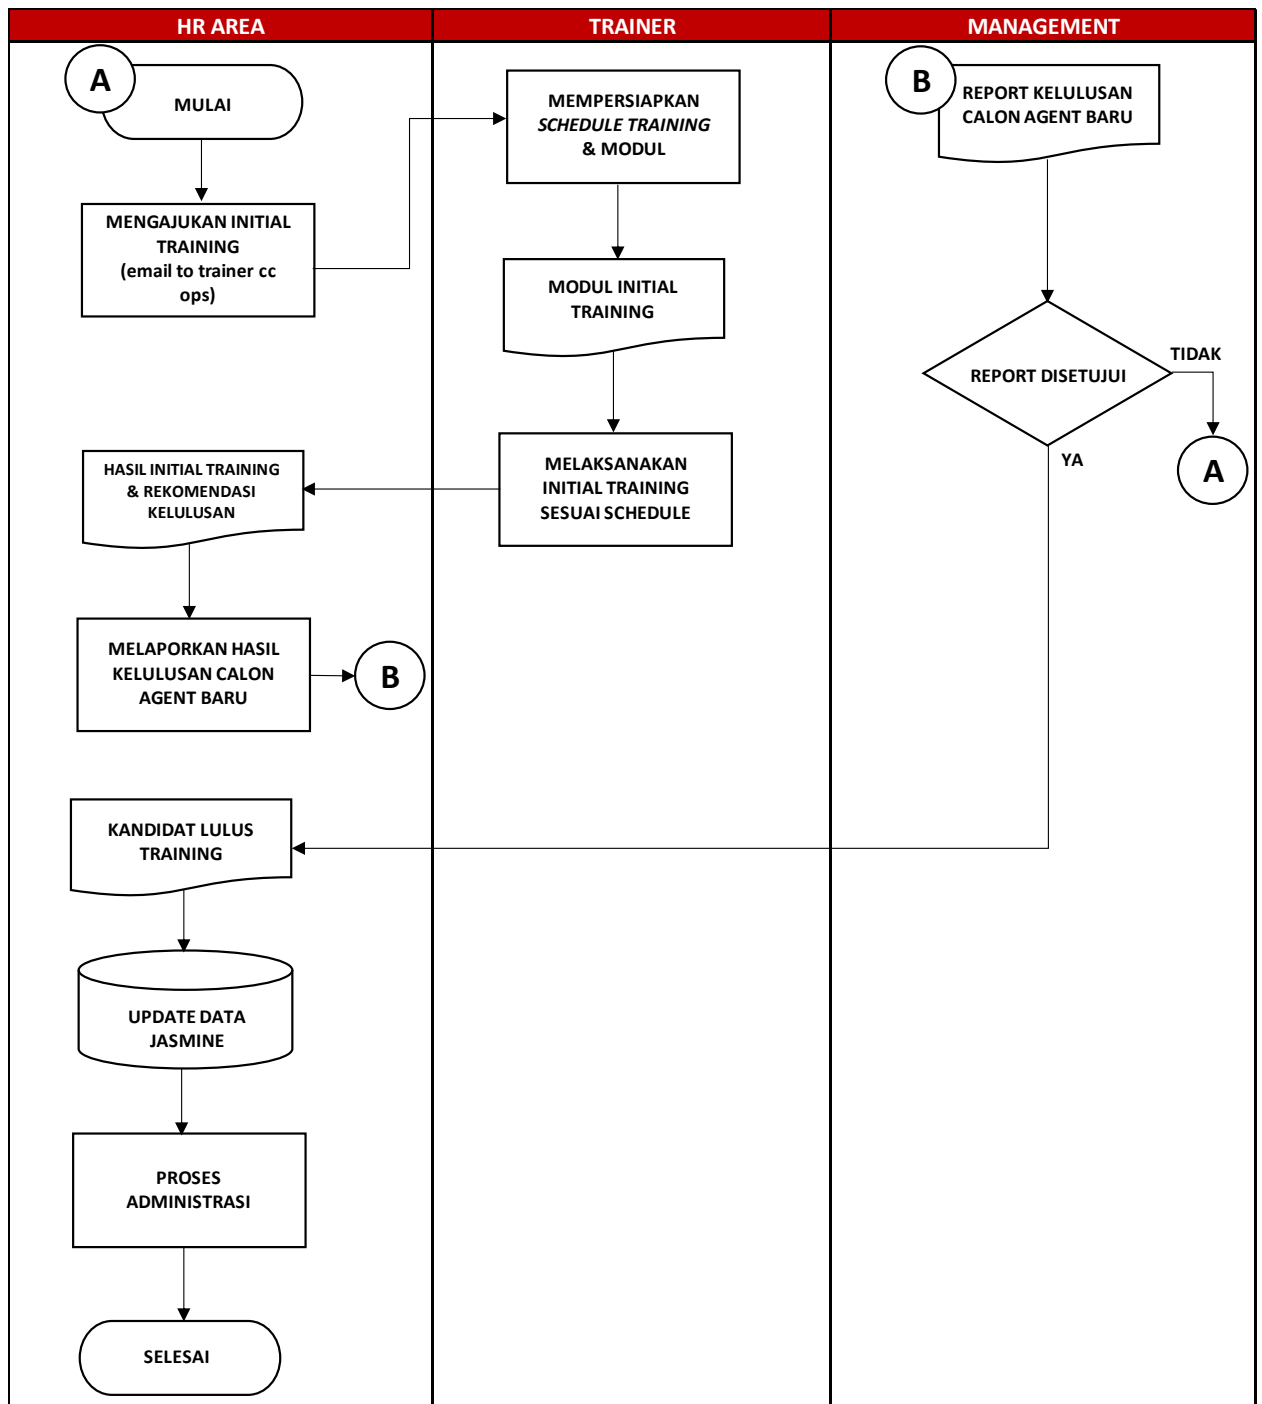 HR AREA
TRAINER
MANAGEMENT
A
MULAI
MENGAJUKAN INITIAL
TRAINING
(email to trainer cc
ops)
MEMPERSIAPKAN
SCHEDULE TRAINING
& MODUL
MODUL INITIAL
TRAINING
MELAKSANAKAN
INITIAL TRAINING
SESUAI SCHEDULE
HASIL INITIAL TRAINING
& REKOMENDASI
KELULUSAN
MELAPORKAN HASIL
KELULUSAN CALON
AGENT BARU
B
B
REPORT KELULUSAN
CALON AGENT BARU
REPORT DISETUJUI
TIDAK
A
YA
KANDIDAT LULUS
TRAINING
UPDATE DATA
JASMINE
PROSES
ADMINISTRASI
SELESAI